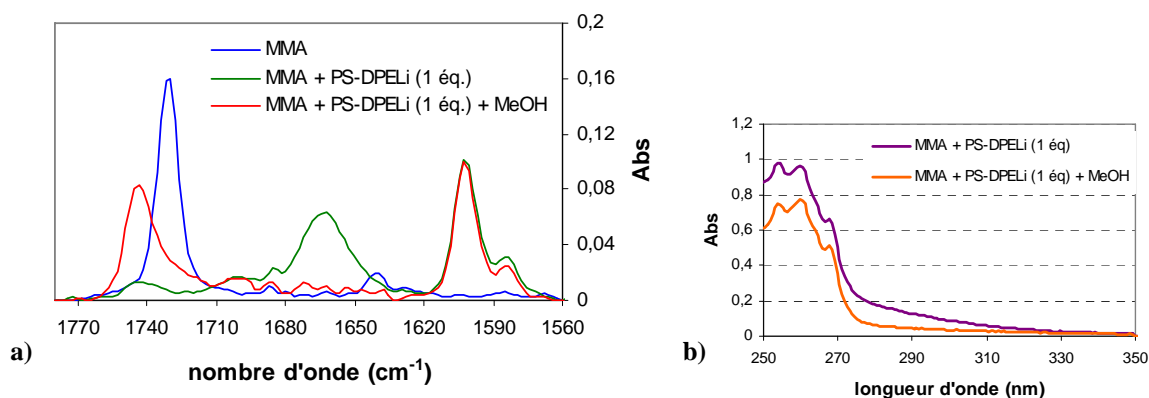 0,2
0,16
0,12
0,08
0,04
0
Abs
MMA
MMA + PS-DPELi (1 éq.)
MMA + PS-DPELi (1 éq.) + MeOH
1770 1740 1710 1680 1650 1620 1590 1560
nombre d'onde (cm-1)
a)
1,2
1
0,8
0,6
0,4
0,2
0
Abs
MMA + PS-DPELi (1 éq)
MMA + PS-DPELi (1 éq) + MeOH
250 270 290 310 330 350
longueur d'onde (nm)
b)